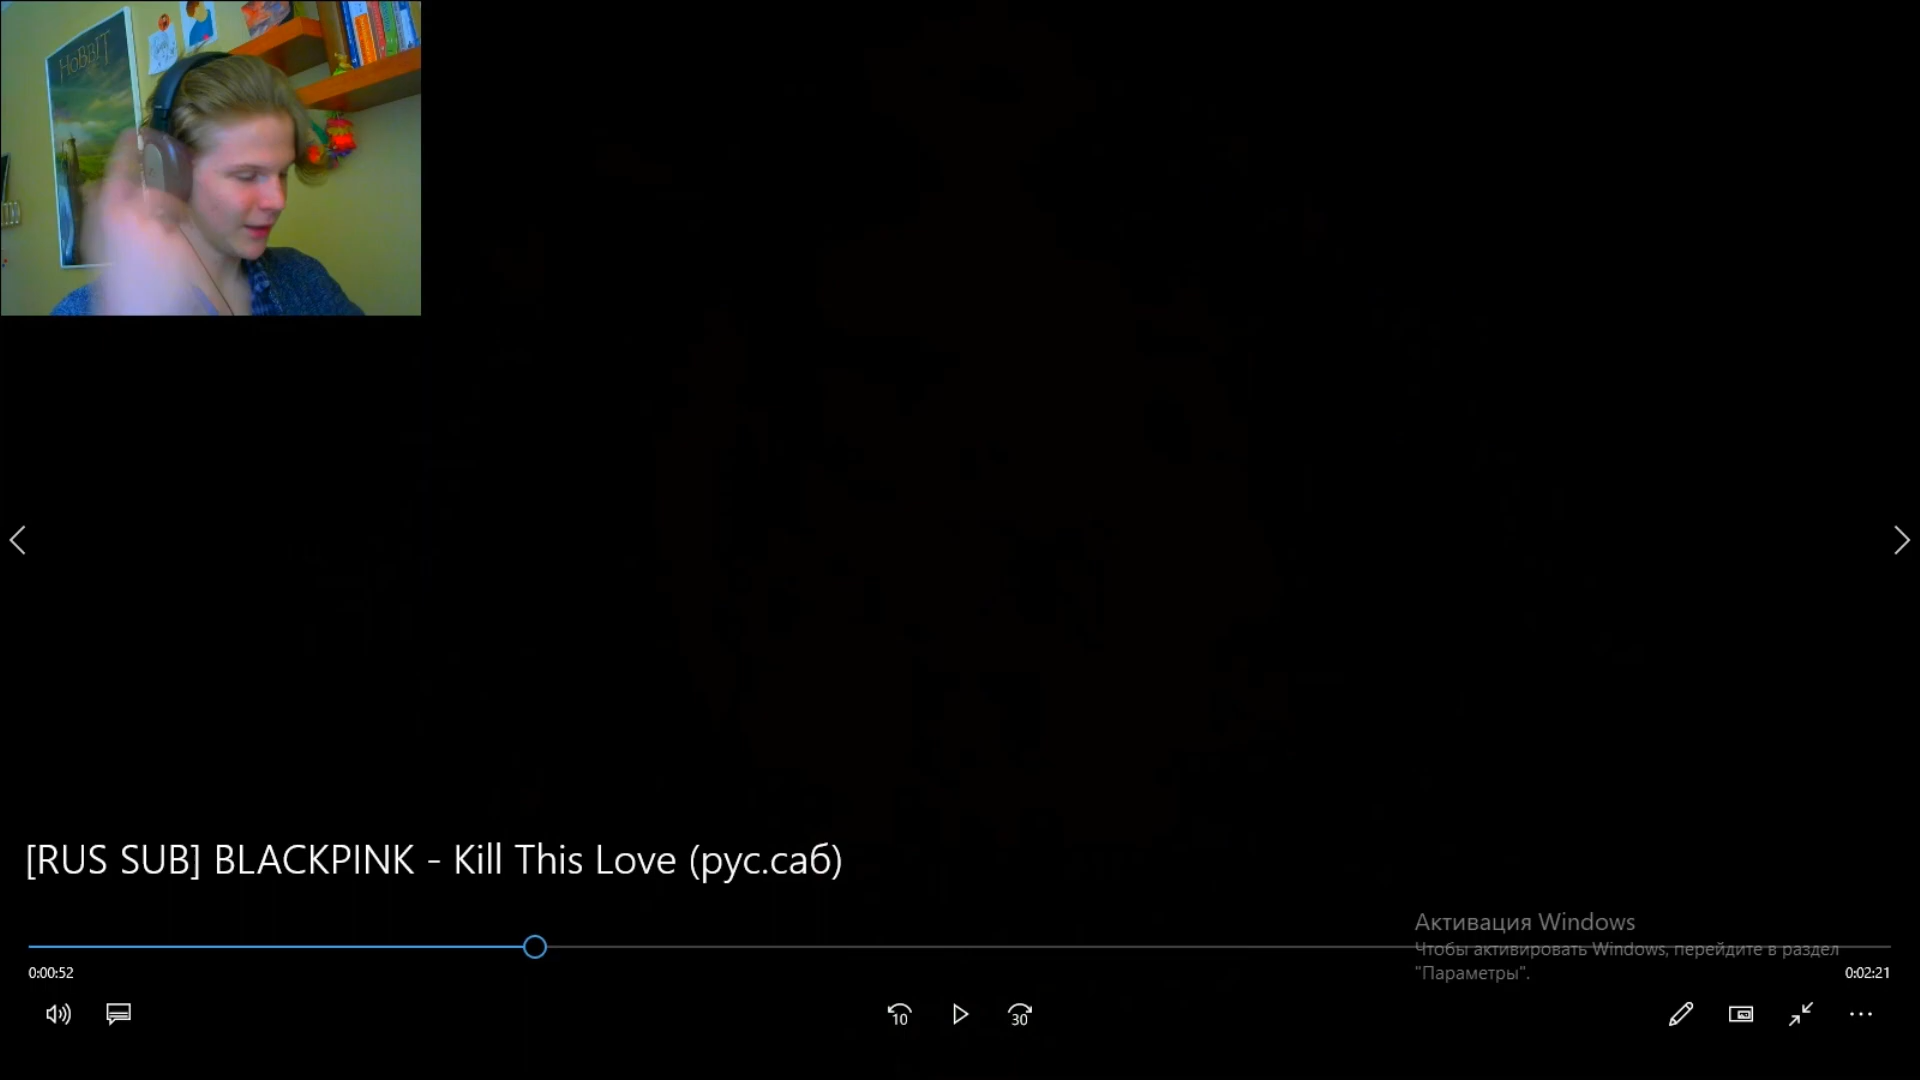 HOBBIT
[RUS SUB] BLACKPINK - Kill This Love (рус.саб)
Активация Windows
Чтобы активировать Windows, перейдите в раздел
"Параметры".
0:00:52
0:02:21
10
30